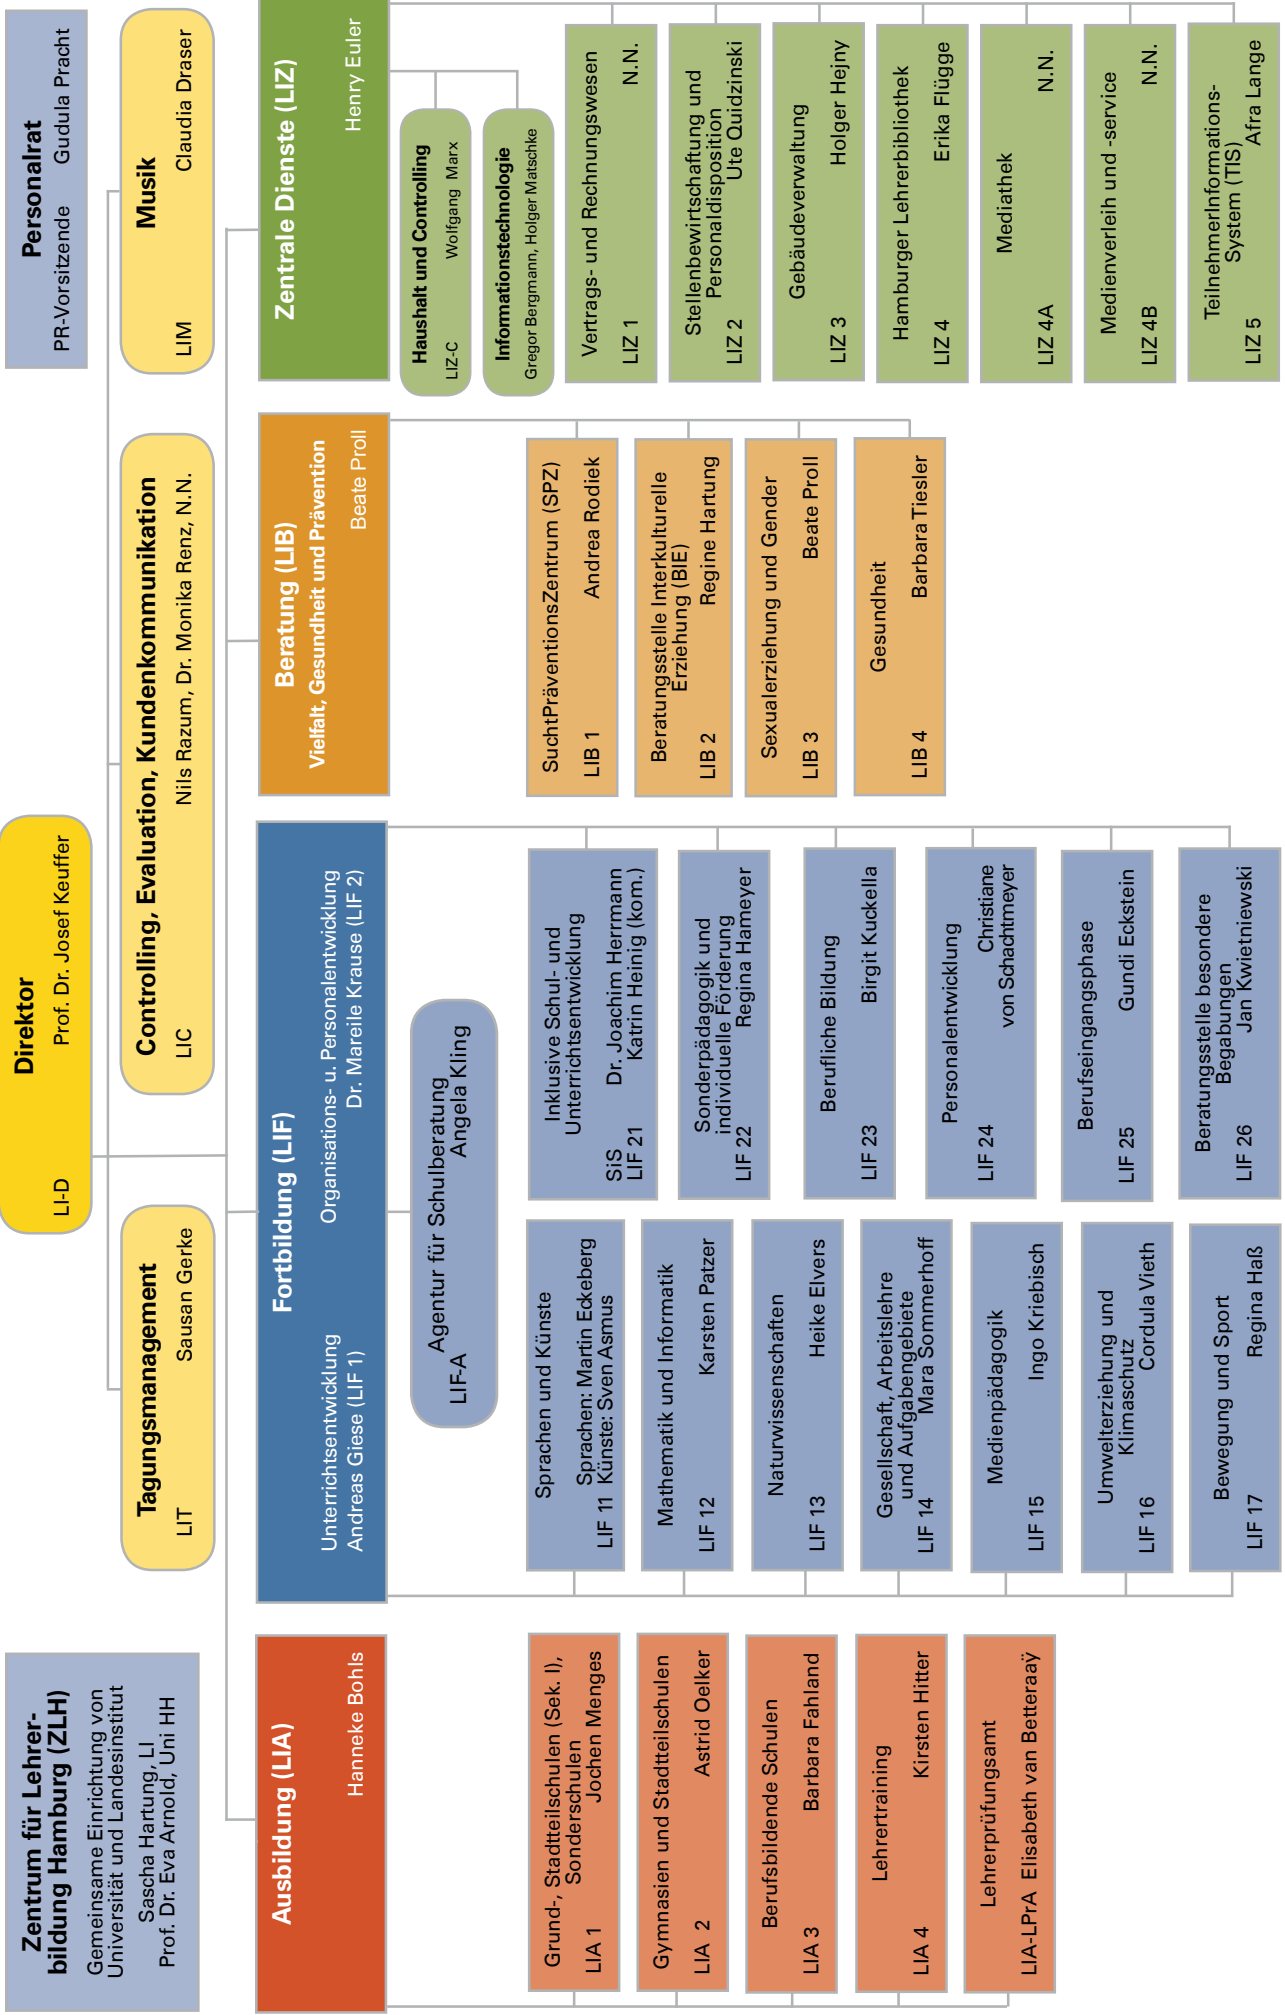 Zentrum für Lehrer-
bildung Hamburg (ZLH)
Gemeinsame Einrichtung von
Universität und Landesinstitut
Sascha Hartung, LI
Prof. Dr. Eva Arnold, Uni HH
Direktor
LI-D Prof. Dr. Josef Keuffer
Personalrat
PR-Vorsitzende Gudula Pracht
Tagungsmanagement
LIT Sausan Gerke
Controlling, Evaluation, Kundenkommunikation
LIC Nils Razum, Dr. Monika Renz, N.N.
Musik
LIM Claudia Draser
Ausbildung (LIA)
Hanneke Bohls
Grund-, Stadtteilschulen (Sek. I),
Sonderschulen
LIA 1 Jochen Menges
Gymnasien und Stadtteilschulen
LIA 2 Astrid Oelker
Berufsbildende Schulen
LIA 3 Barbara Fahland
Lehrertraining
LIA 4 Kirsten Hitter
Lehrerprüfungsamt
LIA-LPrA Elisabeth van Betteraaÿ
Fortbildung (LIF)
Unterrichtsentwicklung
Andreas Giese (LIF 1)
Organisations- u. Personalentwicklung
Dr. Mareile Krause (LIF 2)
Agentur für Schulberatung
LIF-A Angela Kling
Sprachen und Künste
Sprachen: Martin Eckeberg
LIF 11 Künste: Sven Asmus
Mathematik und Informatik
LIF 12 Karsten Patzer
Naturwissenschaften
LIF 13 Heike Elvers
Gesellschaft, Arbeitslehre
und Aufgabengebiete
LIF 14 Mara Sommerhoff
Medienpädagogik
LIF 15 Ingo Kriebisch
Umwelterziehung und
Klimaschutz
LIF 16 Cordula Vieth
Bewegung und Sport
LIF 17 Regina Haß
Inklusive Schul- und
Unterrichtsentwicklung
SiS Dr. Joachim Herrmann
LIF 21 Katrin Heinig (kom.)
Sonderpädagogik und
individuelle Förderung
LIF 22 Regina Hameyer
Berufliche Bildung
LIF 23 Birgit Kuckella
Personalentwicklung
LIF 24 Christiane
von Schachtmeyer
Berufseingangsphase
LIF 25 Gundi Eckstein
Beratungsstelle besondere
Begabungen
LIF 26 Jan Kwietniewski
Beratung (LIB)
Vielfalt, Gesundheit und Prävention
Beate Proll
SuchtPräventionsZentrum (SPZ)
LIB 1 Andrea Rodiek
Beratungsstelle Interkulturelle
Erziehung (BIE)
LIB 2 Regine Hartung
Sexualerziehung und Gender
LIB 3 Beate Proll
Gesundheit
LIB 4 Barbara Tiesler
Zentrale Dienste (LIZ)
Henry Euler
Haushalt und Controlling
LIZ-C Wolfgang Marx
Informationstechnologie
Gregor Bergmann, Holger Matschke
Vertrags- und Rechnungswesen
LIZ 1 N.N.
Stellenbewirtschaftung und
Personaldisposition
LIZ 2 Ute Quidzinski
Gebäudeverwaltung
LIZ 3 Holger Hejny
Hamburger Lehrerbibliothek
LIZ 4 Erika Flügge
Mediathek
LIZ 4A N.N.
Medienverleih und -service
LIZ 4B N.N.
TeilnehmerInformations-
System (TIS)
LIZ 5 Afra Lange